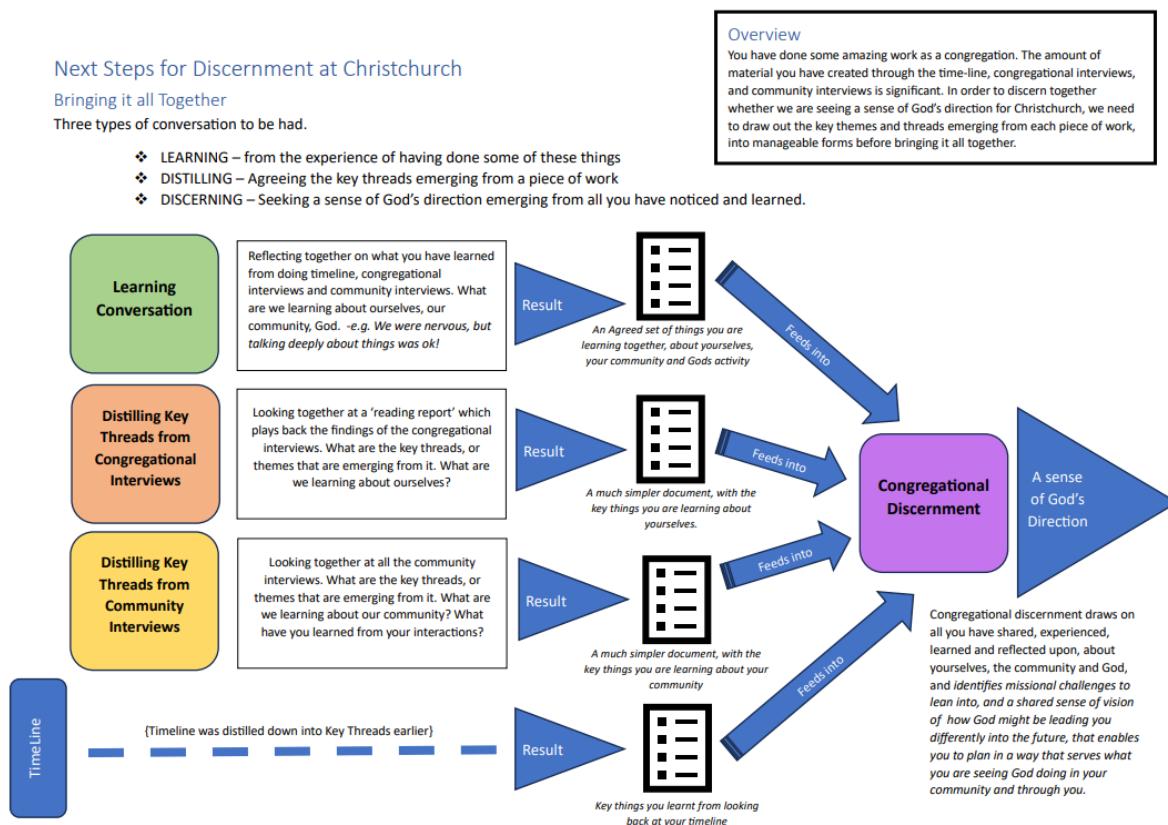 Next Steps for Discernment at Christchurch
Bringing it all Together
Three types of conversation to be had.
❖ LEARNING – from the experience of having done some of these things
❖ DISTILLING – Agreeing the key threads emerging from a piece of work
❖ DISCERNING – Seeking a sense of God's direction emerging from all you have noticed and learned.
Overview
You have done some amazing work as a congregation. The amount of
material you have created through the time-line, congregational interviews,
and community interviews is significant. In order to discern together
whether we are seeing a sense of God's direction for Christchurch, we need
to draw out the key themes and threads emerging from each piece of work,
into manageable forms before bringing it all together.
Learning
Conversation
Reflecting together on what you have learned
from doing timeline, congregational
interviews and community interviews. What
are we learning about ourselves, our
community, God. -e.g. We were nervous, but
talking deeply about things was ok!
Result
An Agreed set of things you are
learning together, about yourselves,
your community and Gods activity
Feeds into
Distilling Key
Threads from
Congregational
Interviews
Looking together at a 'reading report' which
plays back the findings of the congregational
interviews. What are the key threads, or
themes that are emerging from it. What are
we learning about ourselves?
Result
A much simpler document, with the
key things you are learning about
yourselves.
Feeds into
Distilling Key
Threads from
Community
Interviews
Looking together at all the community
interviews. What are the key threads, or
themes that are emerging from it. What are
we learning about our community? What
have you learned from your interactions?
Result
A much simpler document, with the
key things you are learning about your
community
Feeds into
TimeLine
{Timeline was distilled down into Key Threads earlier}
Result
Key things you learnt from looking
back at your timeline
Feeds into
Congregational
Discernment
A sense
of God's
Direction
Congregational discernment draws on
all you have shared, experienced,
learned and reflected upon, about
yourselves, the community and God,
and identifies missional challenges to
lean into, and a shared sense of vision
of how God might be leading you
differently into the future, that enables
you to plan in a way that serves what
you are seeing God doing in your
community and through you.